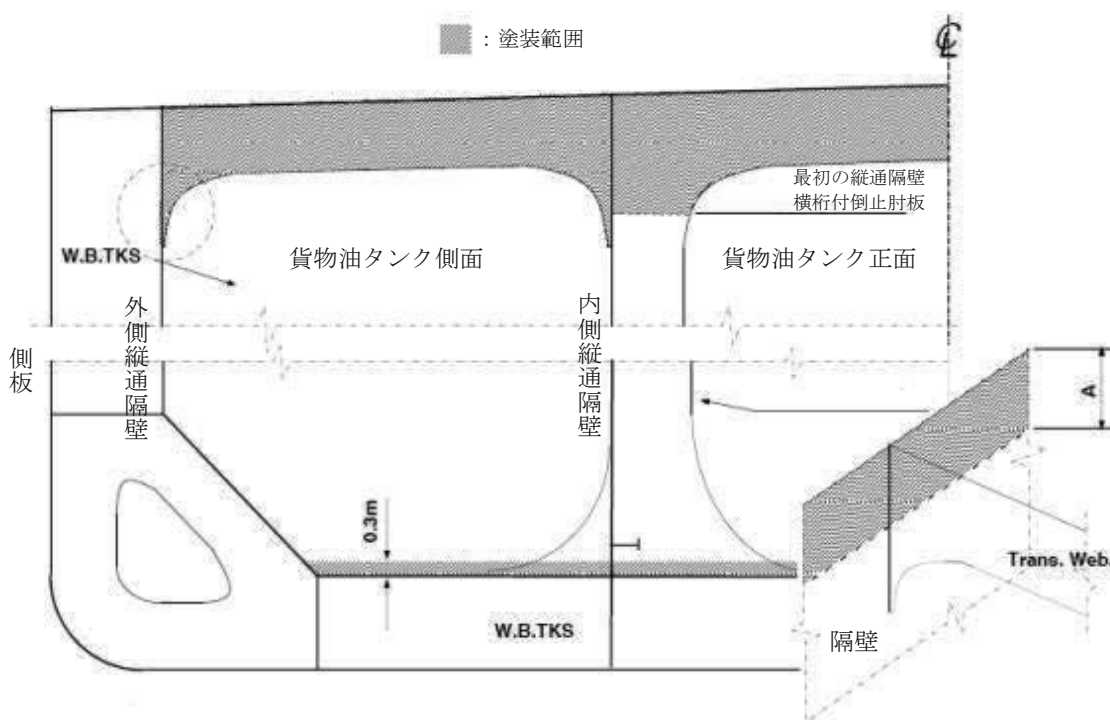 ：塗装範囲
℄
最初の縦通隔壁
横桁付倒止肘板
W.B.TKS
貨物油タンク側面
貨物油タンク正面
側板
外側縦通隔壁
内側縦通隔壁
A
0.3m
Trans. Web.
W.B.TKS
隔壁